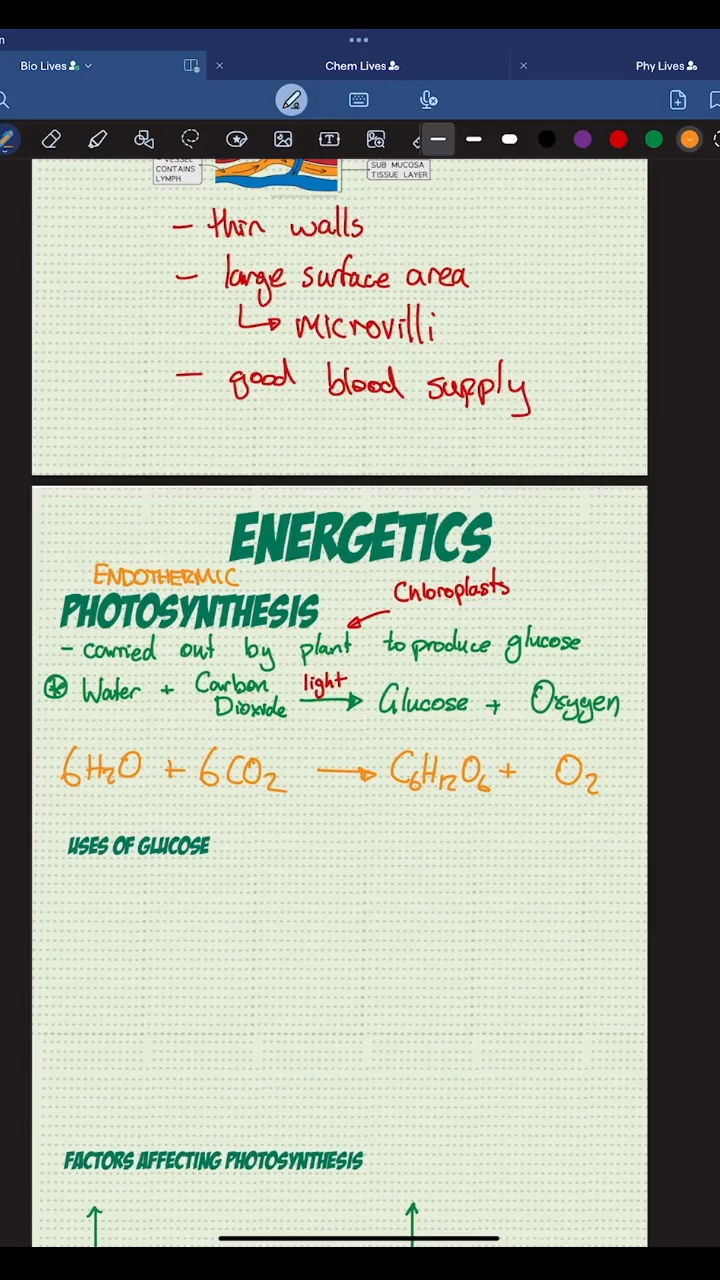 n
Bio Lives
Chem Lives
Phy Lives
VESSEL
CONTAINS
LYMPH
SUB MUCOSA
TISSUE LAYER
- thin walls
- large surface area
↳ microvilli
- good blood supply
ENERGETICS
ENDOTHERMIC
PHOTOSYNTHESIS
Chloroplasts
- carried out by plant to produce glucose
Water + Carbon Dioxide light → Glucose + Oxygen
6H2O + 6CO2 → C6H12O6 + O2
USES OF GLUCOSE
FACTORS AFFECTING PHOTOSYNTHESIS